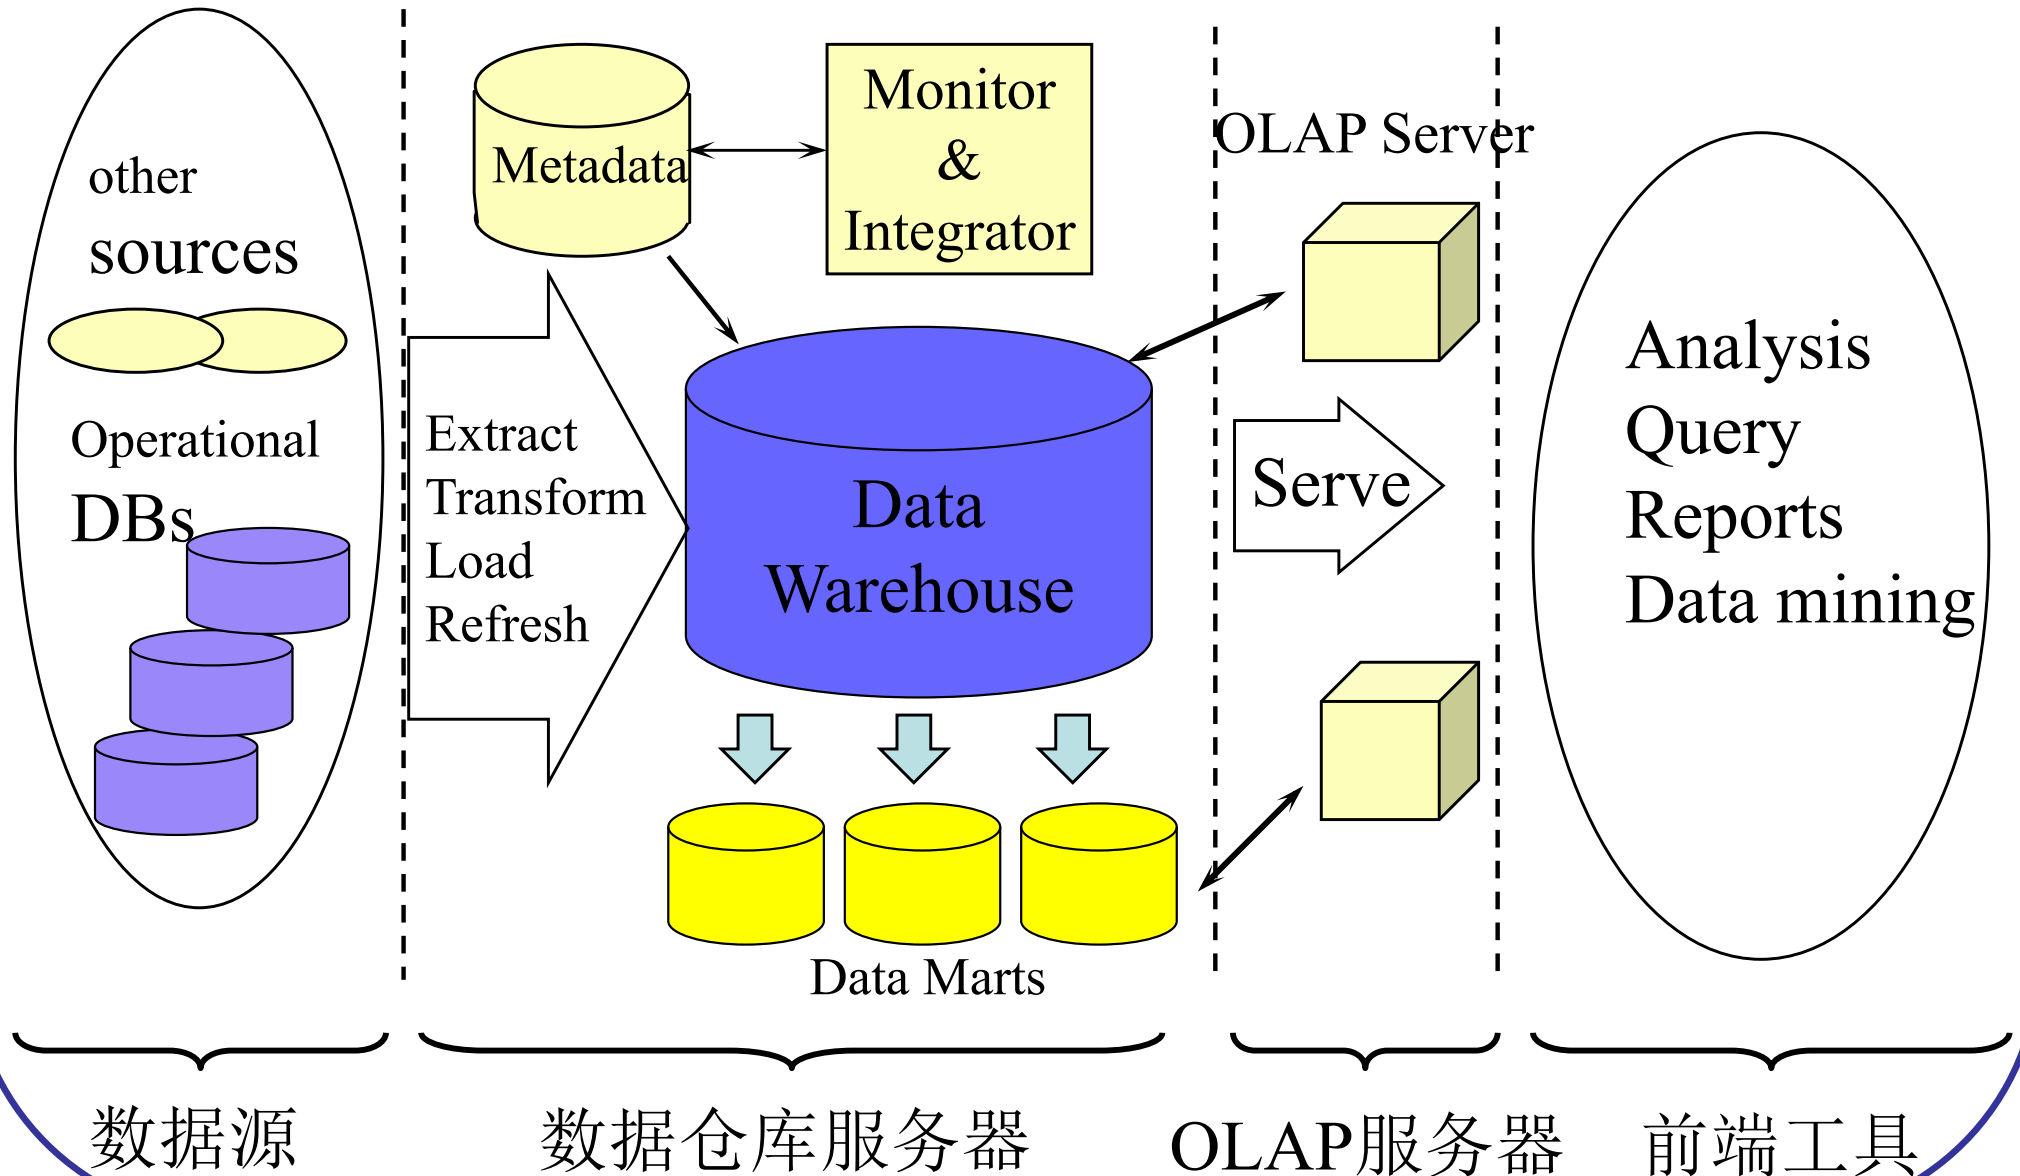 other
sources
Operational
DBs
Metadata
Monitor
&
Integrator
Extract
Transform
Load
Refresh
Data
Warehouse
Data Marts
OLAP Server
Serve
Analysis
Query
Reports
Data mining
数据源
数据仓库服务器
OLAP服务器
前端工具